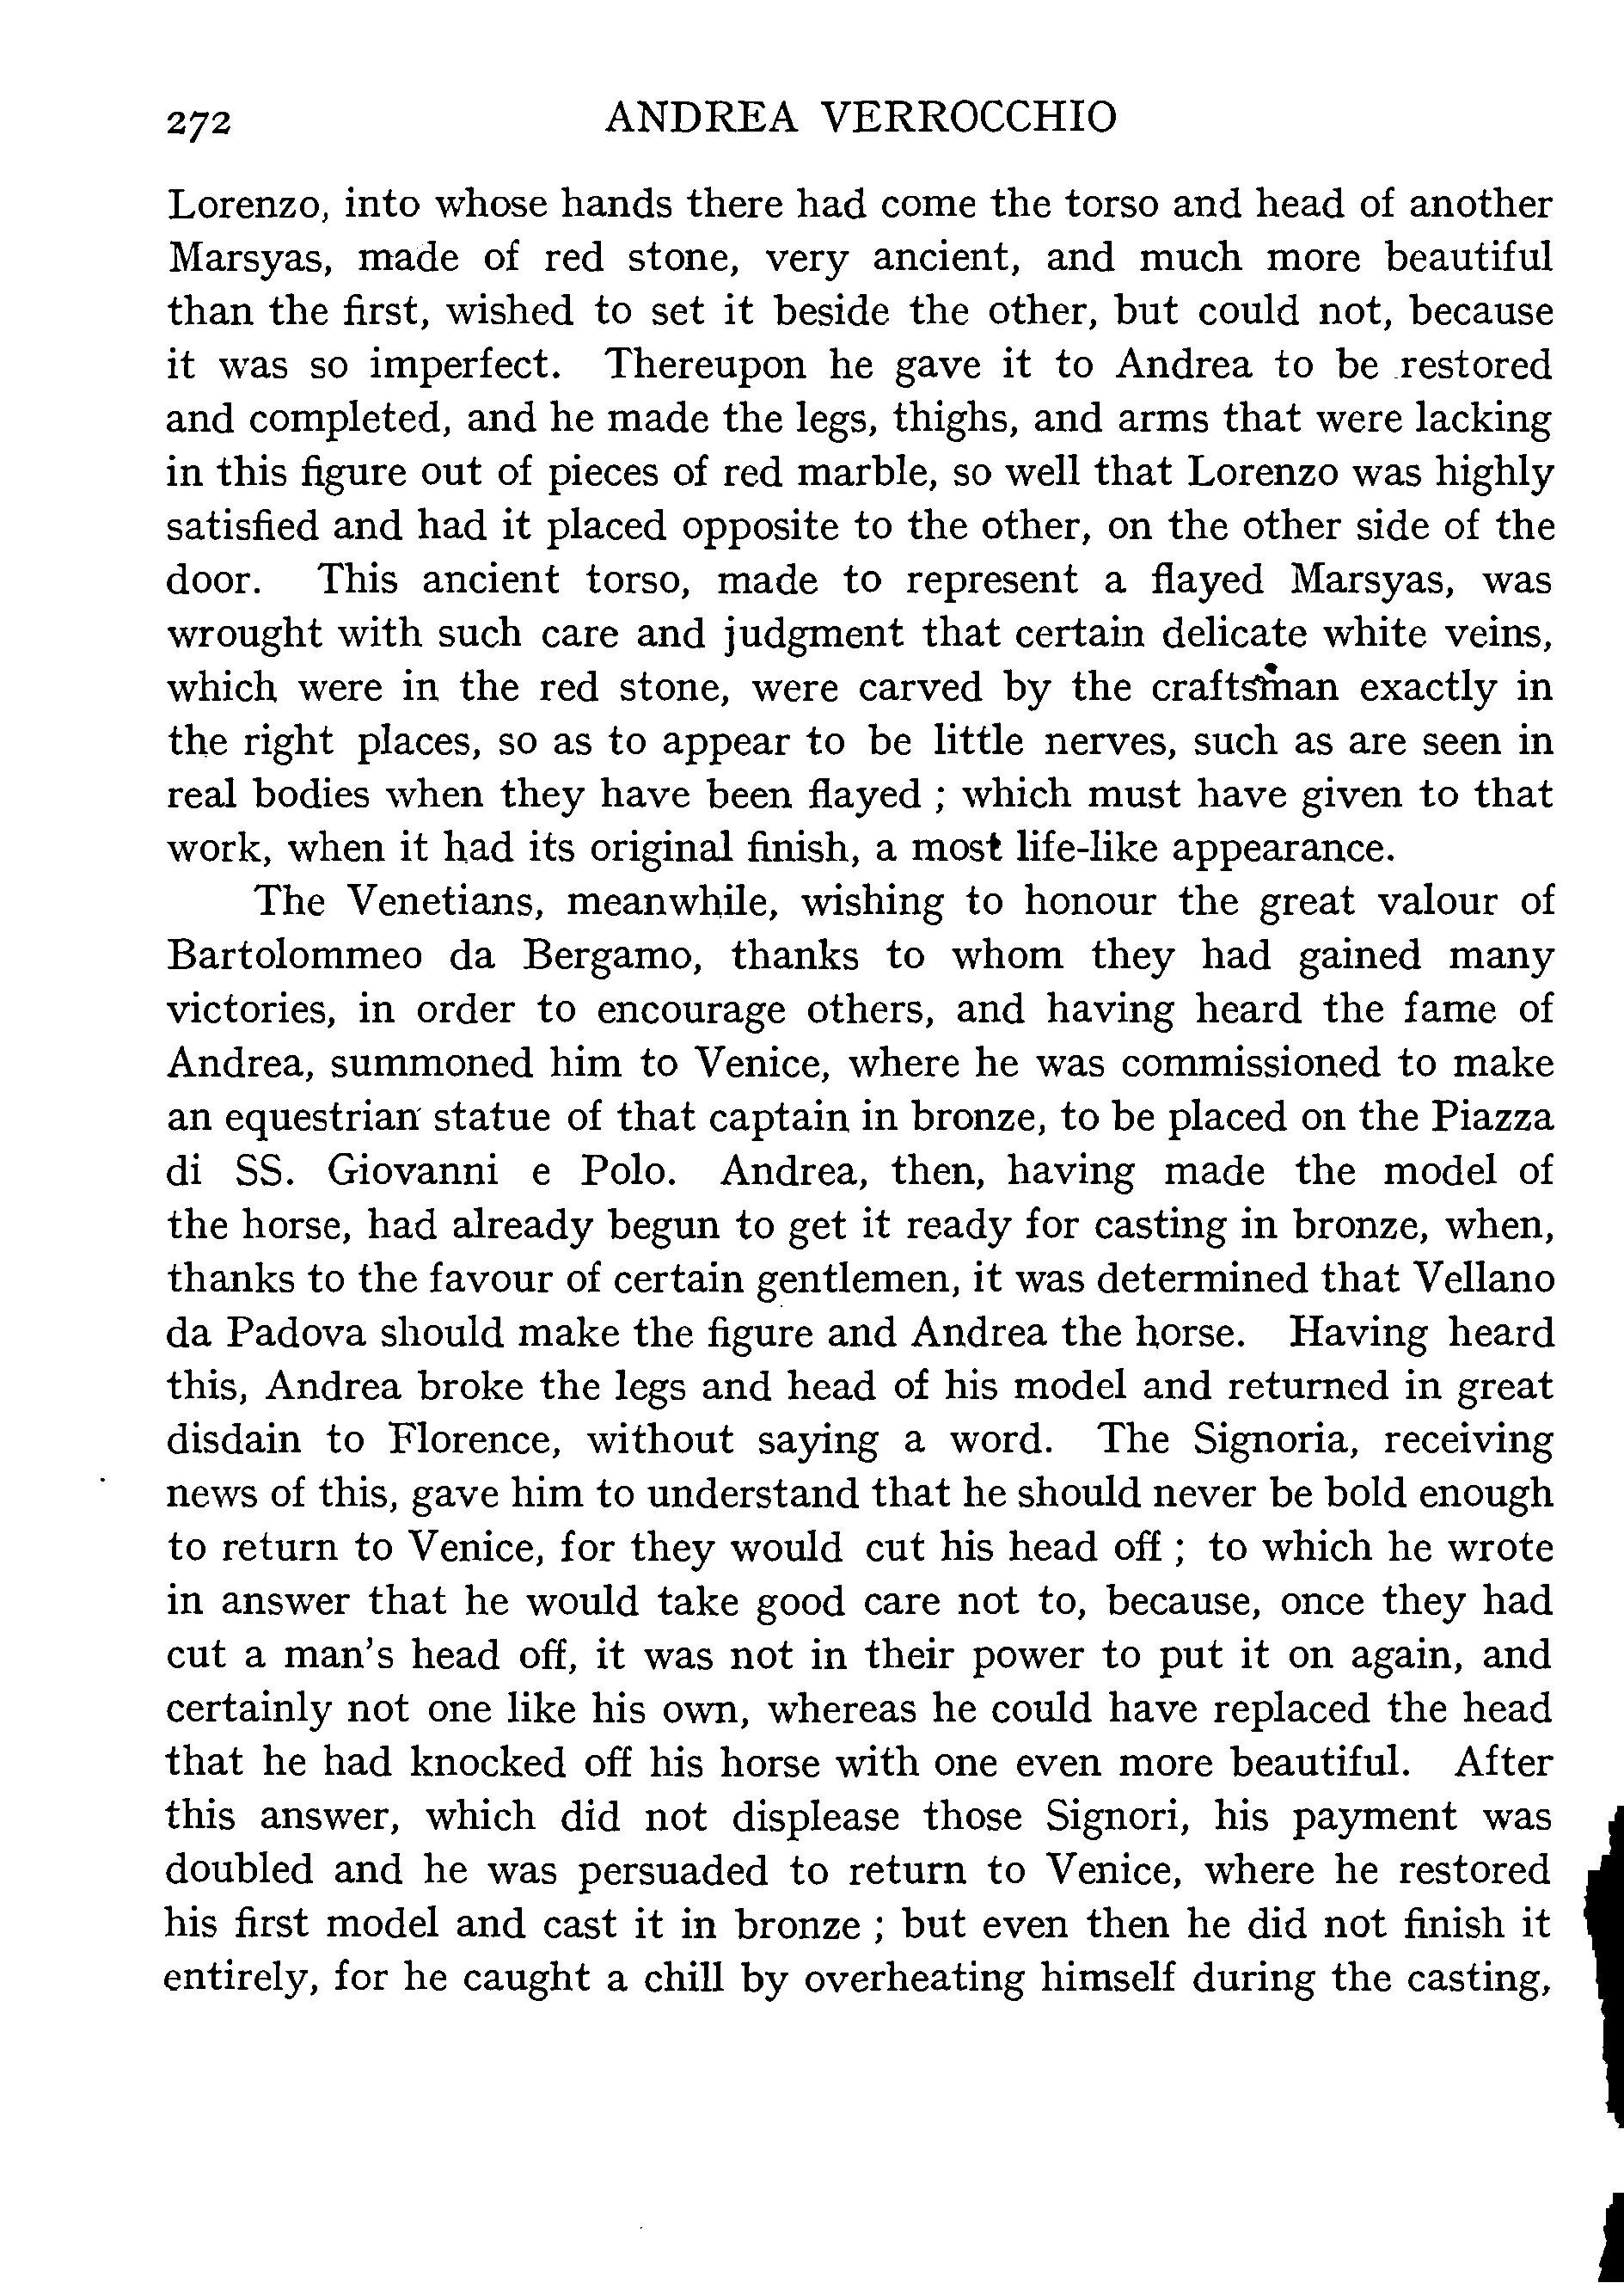 272 ANDREA VERROCCHIO
Lorenzo, into whose hands there had come the torso and head of another
Marsyas, made of red stone, very ancient, and much more beautiful
than the first, wished to set it beside the other, but could not, because
it was so imperfect. Thereupon he gave it to Andrea to be restored
and completed, and he made the legs, thighs, and arms that were lacking
in this figure out of pieces of red marble, so well that Lorenzo was highly
satisfied and had it placed opposite to the other, on the other side of the
door. This ancient torso, made to represent a flayed Marsyas, was
wrought with such care and judgment that certain delicate white veins,
which were in the red stone, were carved by the craftsman exactly in
the right places, so as to appear to be little nerves, such as are seen in
real bodies when they have been flayed ; which must have given to that
work, when it had its original finish, a most life-like appearance.
The Venetians, meanwhile, wishing to honour the great valour of
Bartolommeo da Bergamo, thanks to whom they had gained many
victories, in order to encourage others, and having heard the fame of
Andrea, summoned him to Venice, where he was commissioned to make
an equestrian statue of that captain in bronze, to be placed on the Piazza
di SS. Giovanni e Polo. Andrea, then, having made the model of
the horse, had already begun to get it ready for casting in bronze, when,
thanks to the favour of certain gentlemen, it was determined that Vellano
da Padova should make the figure and Andrea the horse. Having heard
this, Andrea broke the legs and head of his model and returned in great
disdain to Florence, without saying a word. The Signoria, receiving
news of this, gave him to understand that he should never be bold enough
to return to Venice, for they would cut his head off ; to which he wrote
in answer that he would take good care not to, because, once they had
cut a man's head off, it was not in their power to put it on again, and
certainly not one like his own, whereas he could have replaced the head
that he had knocked off his horse with one even more beautiful. After
this answer, which did not displease those Signori, his payment was
doubled and he was persuaded to return to Venice, where he restored
his first model and cast it in bronze ; but even then he did not finish it
entirely, for he caught a chill by overheating himself during the casting,